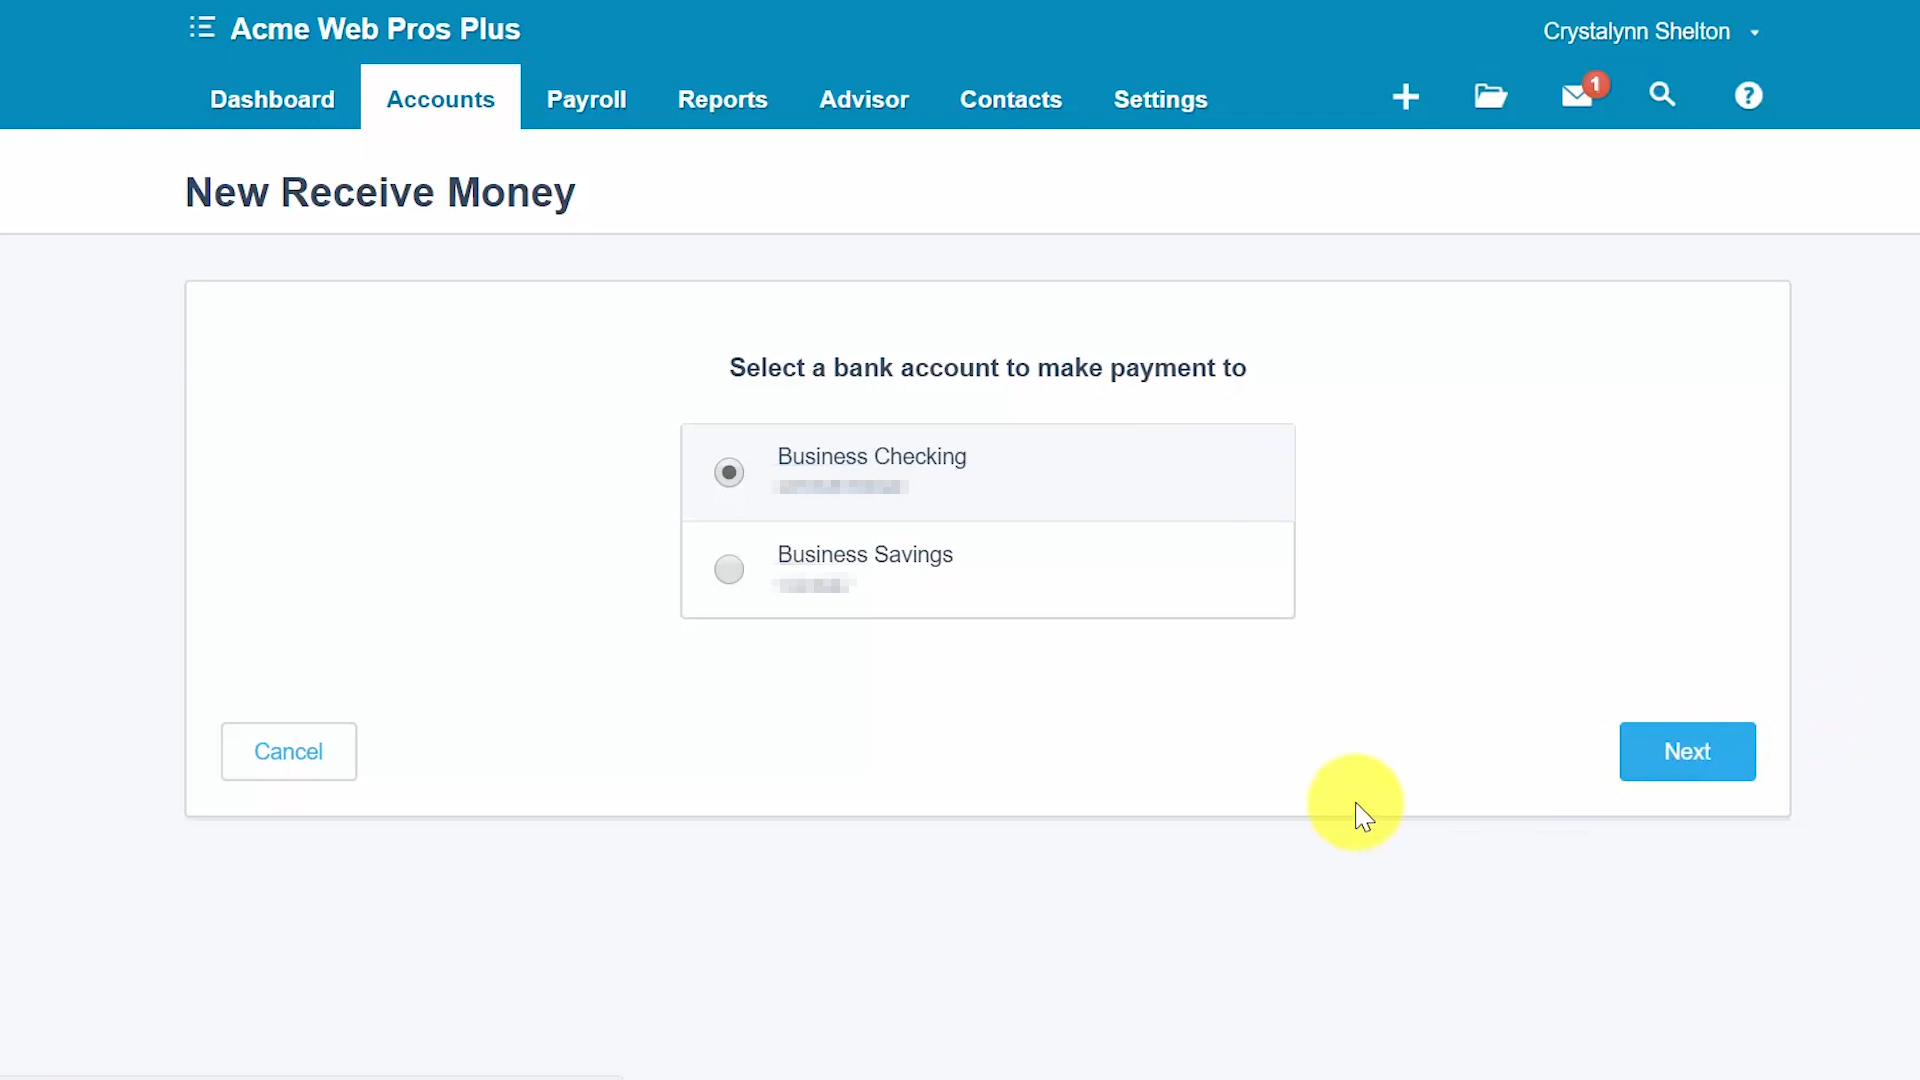 Acme Web Pros Plus
Crystalynn Shelton
Dashboard Accounts Payroll Reports Advisor Contacts Settings 1 ?
New Receive Money
Select a bank account to make payment to
Business Checking
Business Savings
Cancel Next